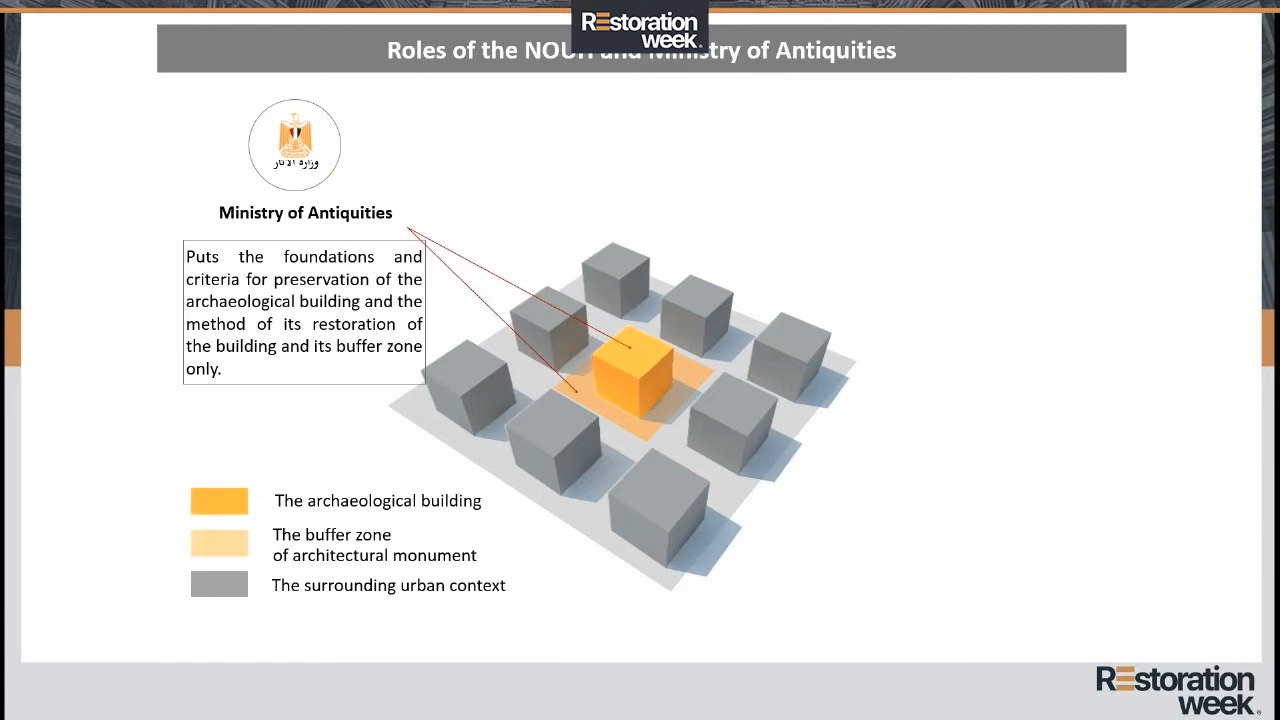 REstoration
week.
Roles of the NOUH and Ministry of Antiquities
وزارة الآثار
Ministry of Antiquities
Puts the foundations and
criteria for preservation of the
archaeological building and the
method of its restoration of
the building and its buffer zone
only.
The archaeological building
The buffer zone
of architectural monument
The surrounding urban context
REstoration
week.